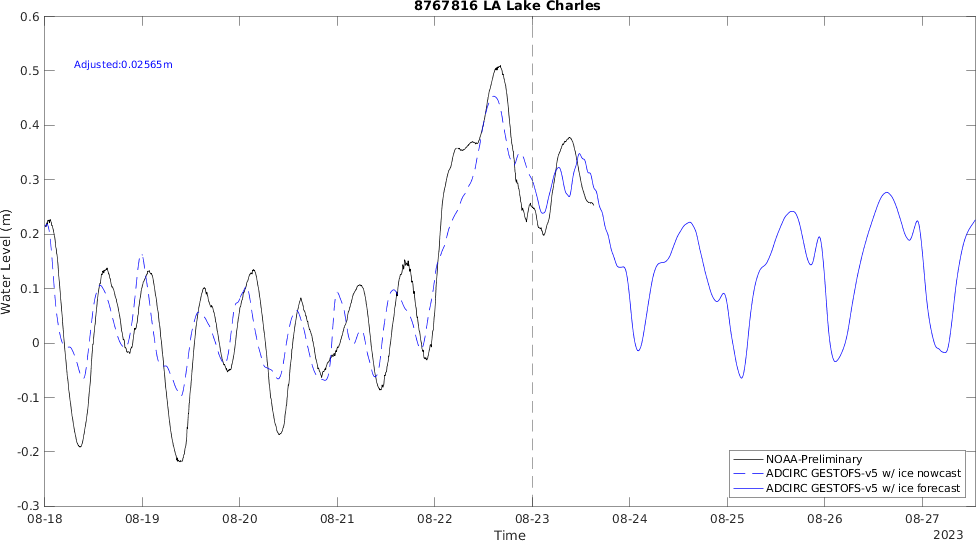 8767816 LA Lake Charles
Adjusted:0.02565m
Water Level (m)
0.6
0.5
0.4
0.3
0.2
0.1
0
-0.1
-0.2
-0.3
08-18 08-19 08-20 08-21 08-22 08-23 08-24 08-25 08-26 08-27
Time
2023
NOAA-Preliminary
ADCIRC GESTOFS-v5 w/ ice nowcast
ADCIRC GESTOFS-v5 w/ ice forecast